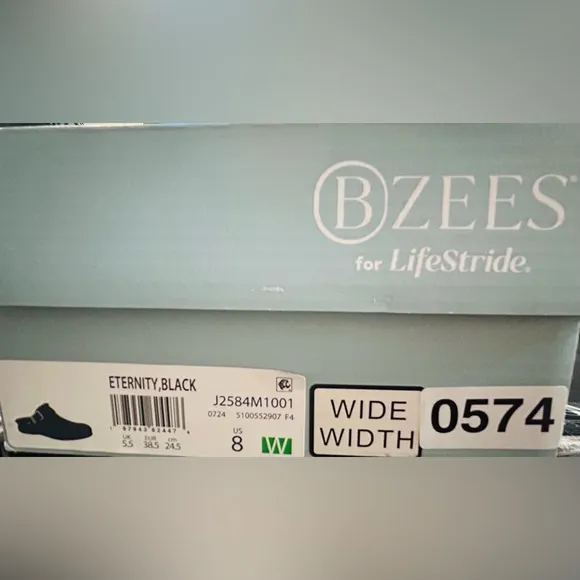 BZEES®
for LifeStride®
ETERNITY,BLACK
J2584M1001
0724 5100552907 F4
UK EUR cm
5.5 38.5 24.5
US
8 W
WIDE
WIDTH
0574